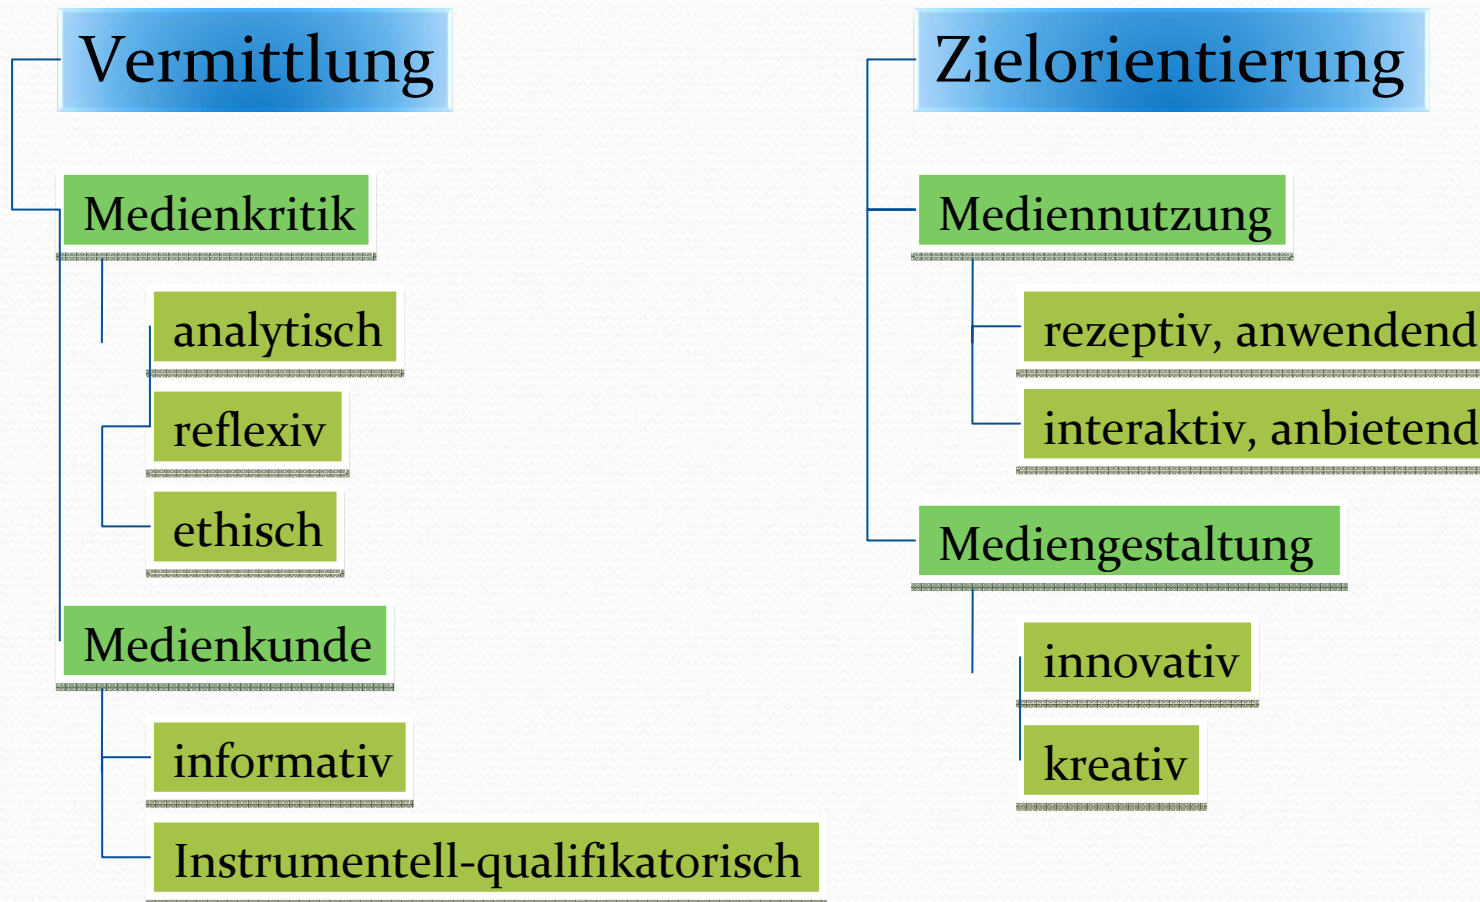 Vermittlung
Medienkritik
analytisch
reflexiv
ethisch
Medienkunde
informativ
Instrumentell-qualifikatorisch
Zielorientierung
Mediennutzung
rezeptiv, anwendend
interaktiv, anbietend
Mediengestaltung
innovativ
kreativ